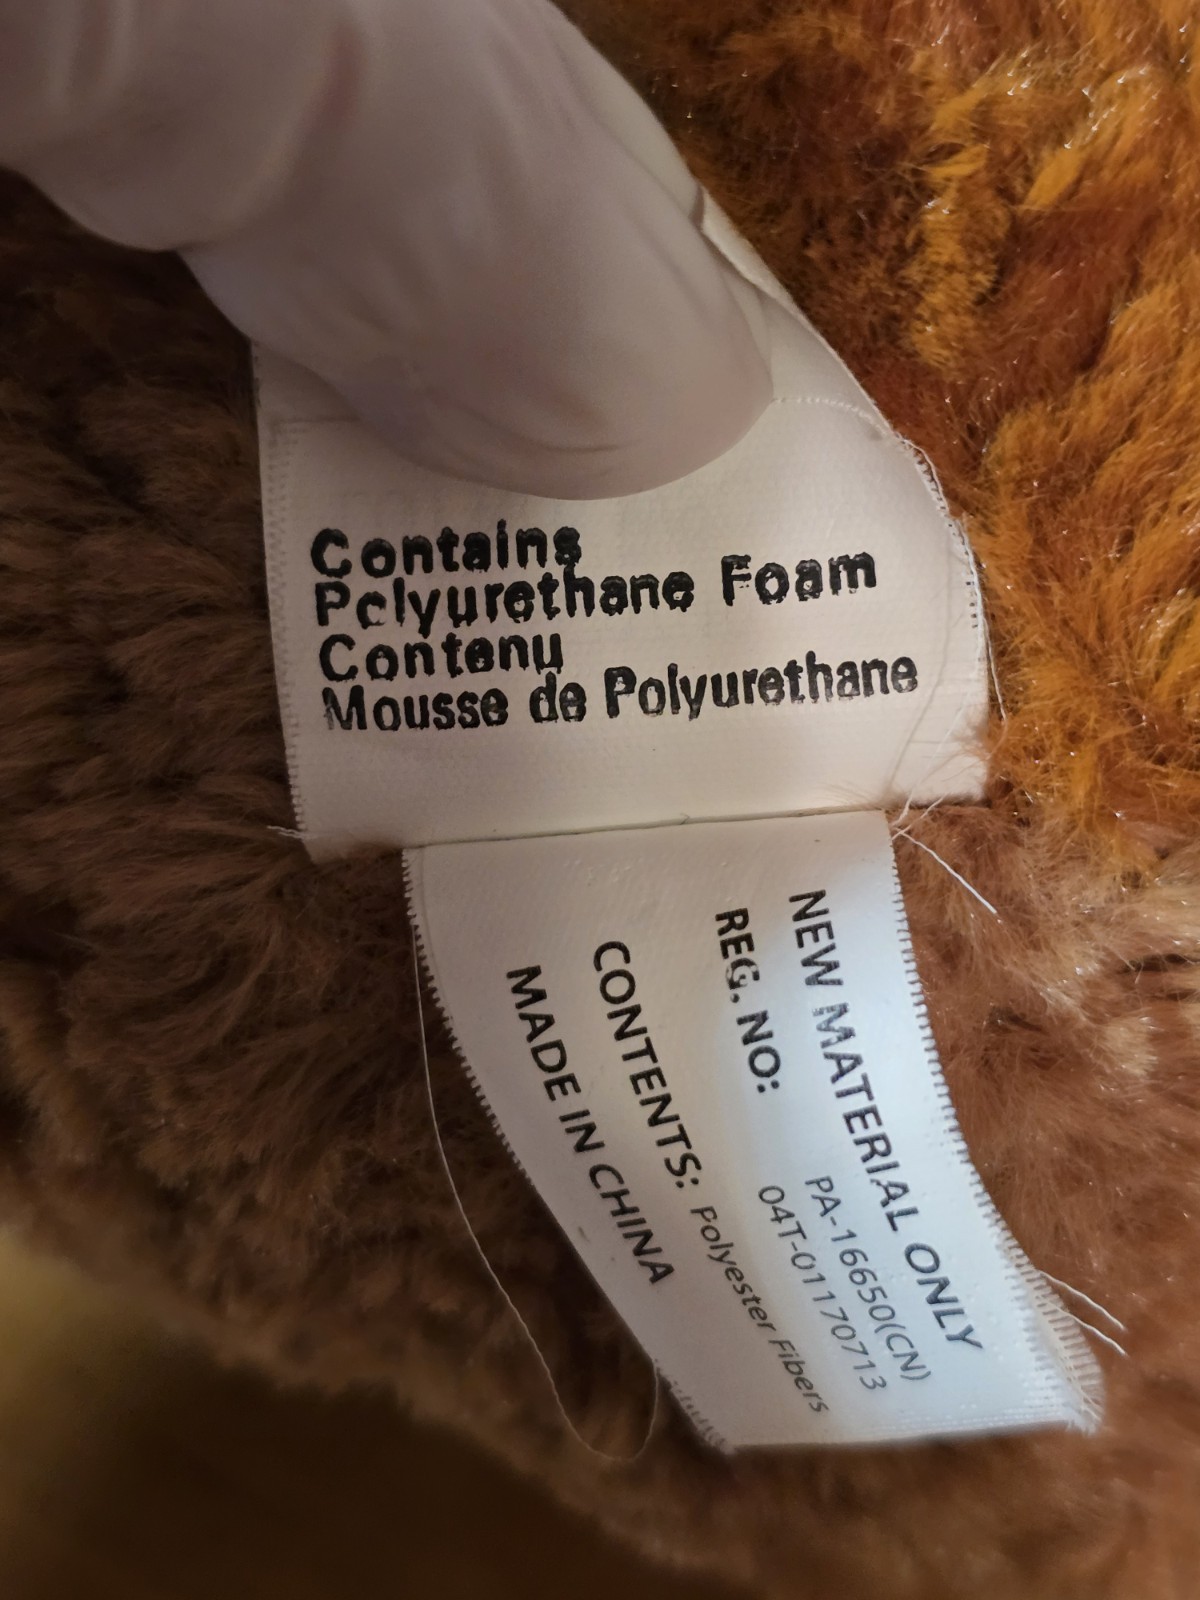 Contains
Polyurethane Foam
Contenu
Mousse de Polyurethane
NEW MATERIAL ONLY
REG. NO: PA-16650(CN)
04T-01170713
CONTENTS: Polyester Fibers
MADE IN CHINA